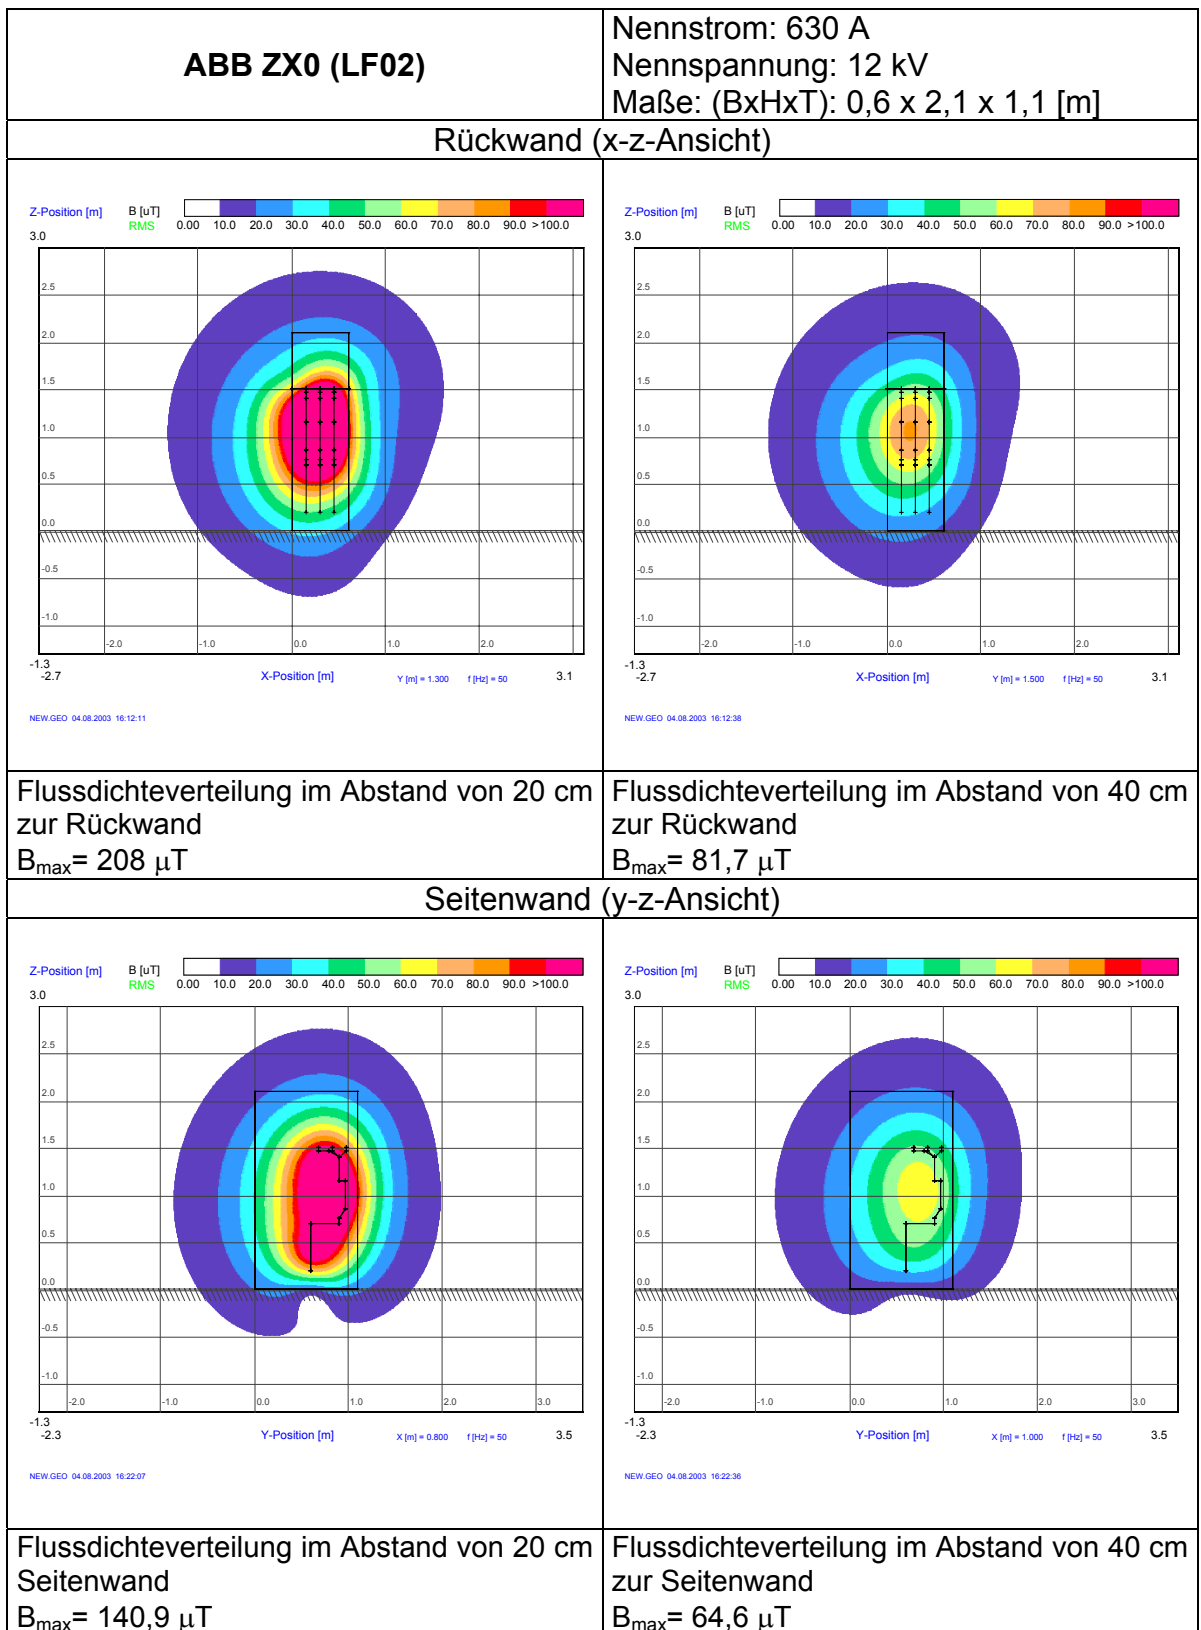 ABB ZX0 (LF02)
Nennstrom: 630 A
Nennspannung: 12 kV
Maße: (BxHxT): 0,6 x 2,1 x 1,1 [m]
Rückwand (x-z-Ansicht)
Z-Position [m] B [uT] RMS
0.00 10.0 20.0 30.0 40.0 50.0 60.0 70.0 80.0 90.0 >100.0
3.0
2.5
2.0
1.5
1.0
0.5
0.0
-0.5
-1.0
-2.0 -1.0 0.0 1.0 2.0
-1.3
-2.7 X-Position [m] Y [m] = 1.300 f [Hz] = 50 3.1
NEW.GEO 04.08.2003 16:12:11
Z-Position [m] B [uT] RMS
0.00 10.0 20.0 30.0 40.0 50.0 60.0 70.0 80.0 90.0 >100.0
3.0
2.5
2.0
1.5
1.0
0.5
0.0
-0.5
-1.0
-2.0 -1.0 0.0 1.0 2.0
-1.3
-2.7 X-Position [m] Y [m] = 1.500 f [Hz] = 50 3.1
NEW.GEO 04.08.2003 16:12:38
Flussdichteverteilung im Abstand von 20 cm
zur Rückwand
Bmax= 208 µT
Flussdichteverteilung im Abstand von 40 cm
zur Rückwand
Bmax= 81,7 µT
Seitenwand (y-z-Ansicht)
Z-Position [m] B [uT] RMS
0.00 10.0 20.0 30.0 40.0 50.0 60.0 70.0 80.0 90.0 >100.0
3.0
2.5
2.0
1.5
1.0
0.5
0.0
-0.5
-1.0
-2.0 -1.0 0.0 1.0 2.0 3.0
-1.3
-2.3 Y-Position [m] X [m] = 0.800 f [Hz] = 50 3.5
NEW.GEO 04.08.2003 16:22:07
Z-Position [m] B [uT] RMS
0.00 10.0 20.0 30.0 40.0 50.0 60.0 70.0 80.0 90.0 >100.0
3.0
2.5
2.0
1.5
1.0
0.5
0.0
-0.5
-1.0
-2.0 -1.0 0.0 1.0 2.0 3.0
-1.3
-2.3 Y-Position [m] X [m] = 1.000 f [Hz] = 50 3.5
NEW.GEO 04.08.2003 16:22:36
Flussdichteverteilung im Abstand von 20 cm
Seitenwand
Bmax= 140,9 µT
Flussdichteverteilung im Abstand von 40 cm
zur Seitenwand
Bmax= 64,6 µT